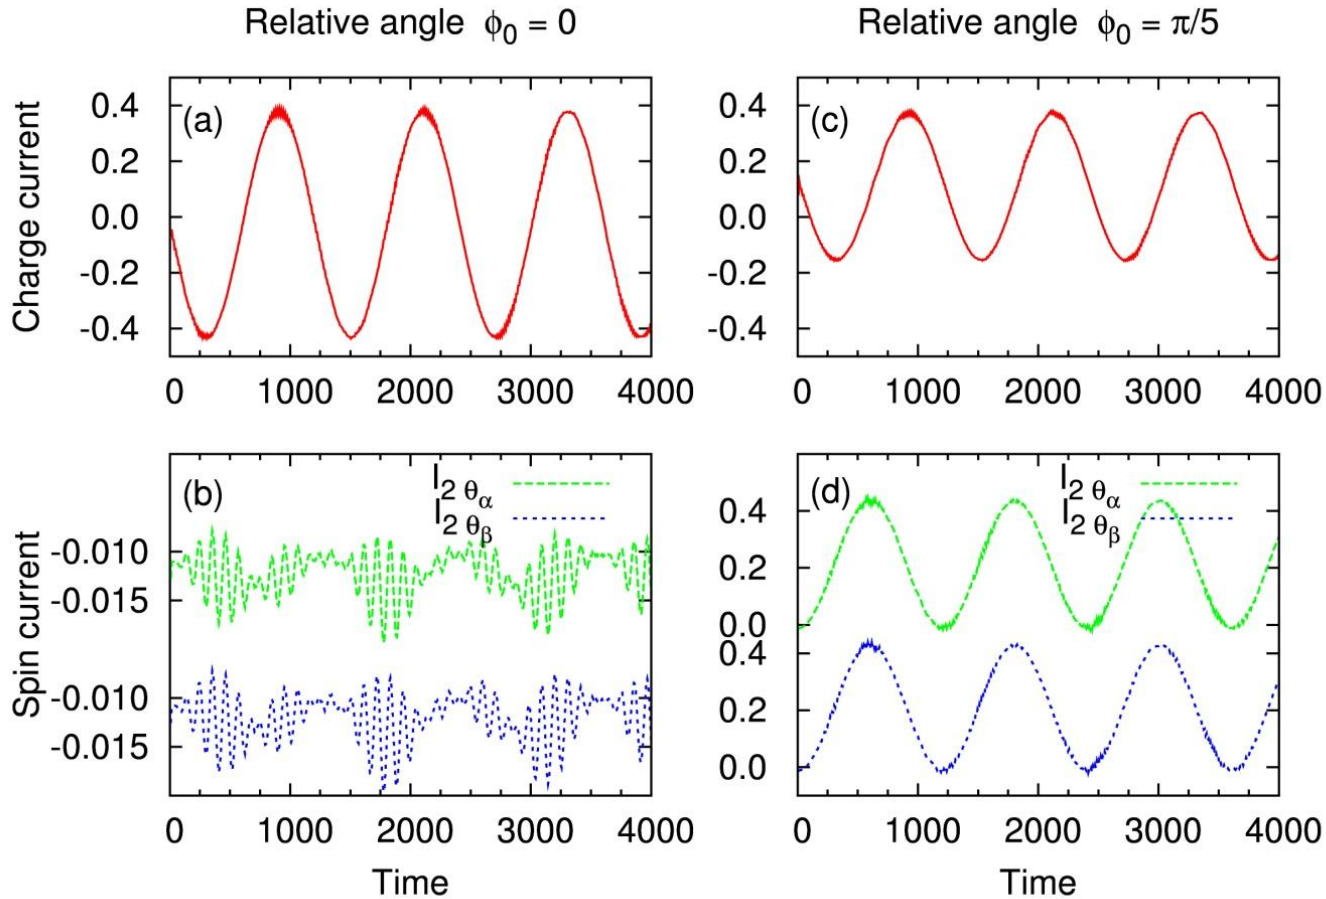 Relative angle ϕ0 = 0
Relative angle ϕ0 = π/5
Charge current
(a)
0.4
0.2
0.0
-0.2
-0.4
0 1000 2000 3000 4000
(c)
0.4
0.2
0.0
-0.2
-0.4
0 1000 2000 3000 4000
Spin current
(b)
I2 θα
I2 θβ
-0.010
-0.015
-0.010
-0.015
0 1000 2000 3000 4000
Time
(d)
I2 θα
I2 θβ
0.4
0.2
0.0
0.4
0.2
0.0
0 1000 2000 3000 4000
Time